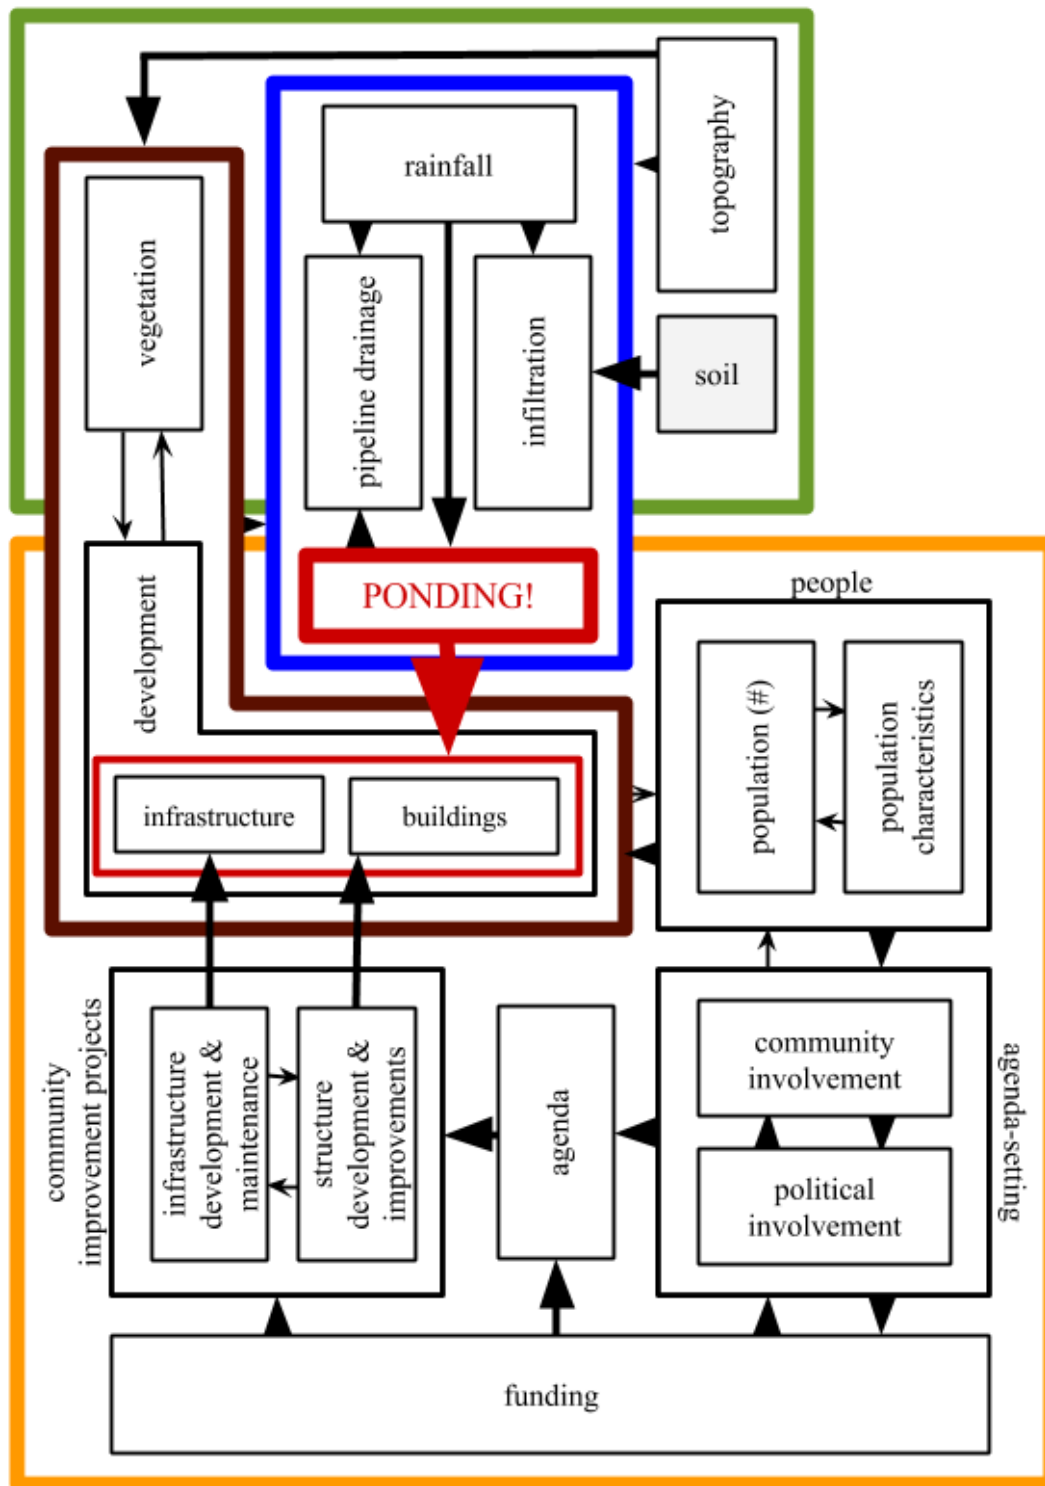 topography
rainfall
vegetation
pipeline drainage
infiltration
soil
PONDING!
people
development
population (#)
population
characteristics
infrastructure
buildings
community
improvement projects
infrastructure
development &
maintenance
structure
development &
improvements
agenda
community
involvement
political
involvement
agenda-setting
funding